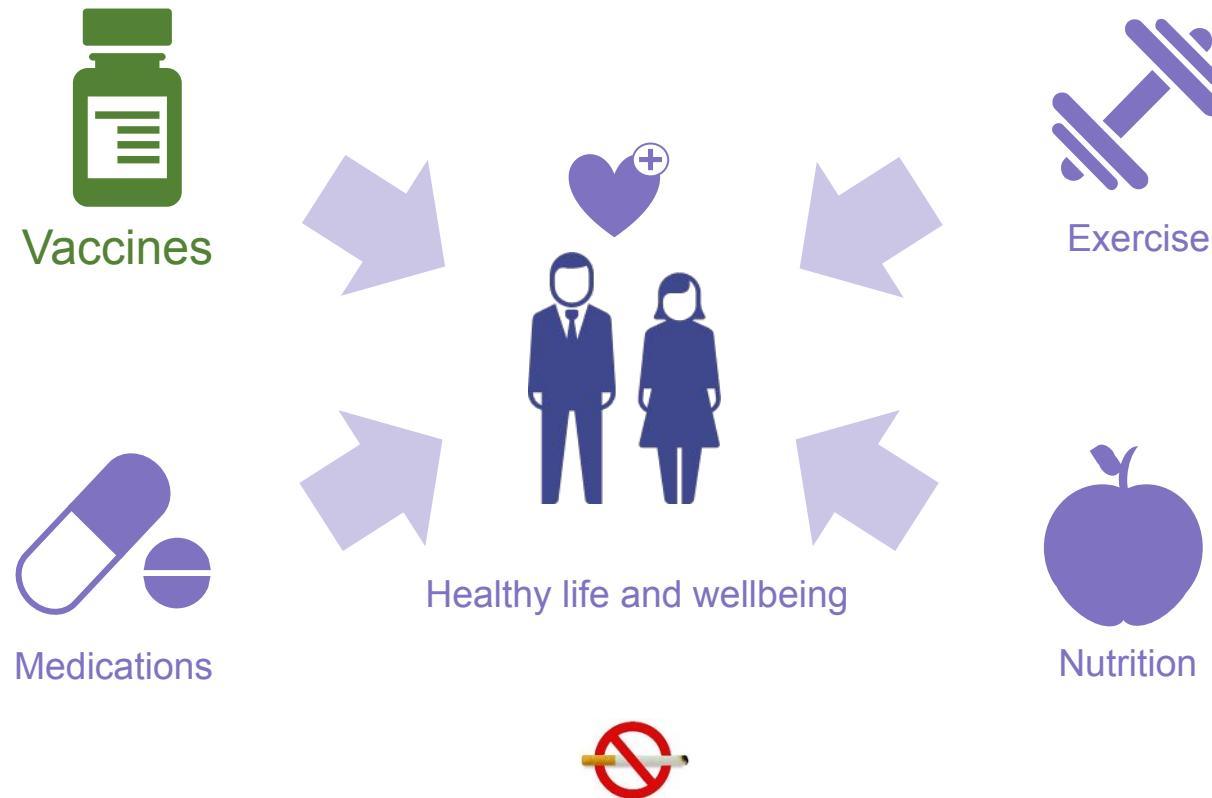 Vaccines
Exercise
Healthy life and wellbeing
Medications
Nutrition